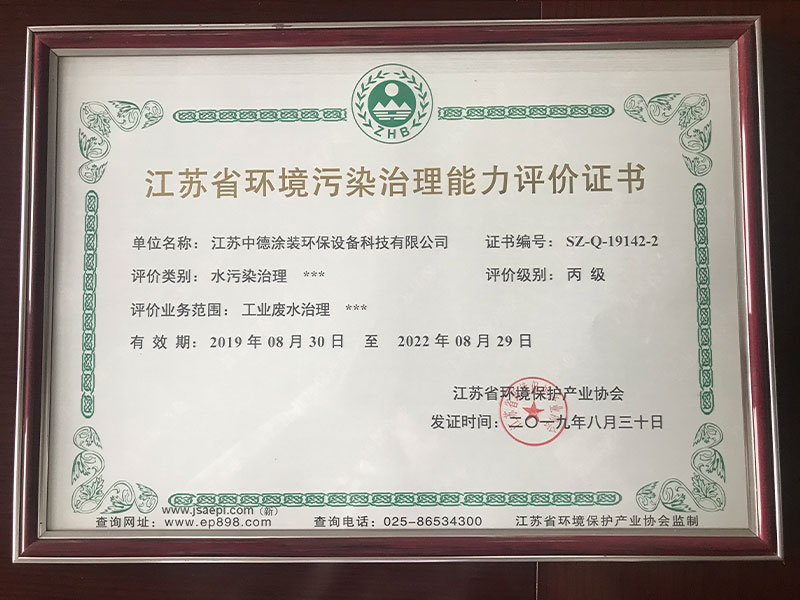 ZHB
江苏省环境污染治理能力评价证书
单位名称：江苏中德涂装环保设备科技有限公司 证书编号：SZ-Q-19142-2
评价类别：水污染治理 *** 评价级别：丙 级
评价业务范围：工业废水治理 ***
有 效 期：2019 年 08 月 30 日 至 2022 年 08 月 29 日
江苏省环境保护产业协会
发证时间：二〇一九年八月三十日
www.jsaepi.com（新）
查询网址：www.ep898.com 查询电话：025-86534300 江苏省环境保护产业协会监制